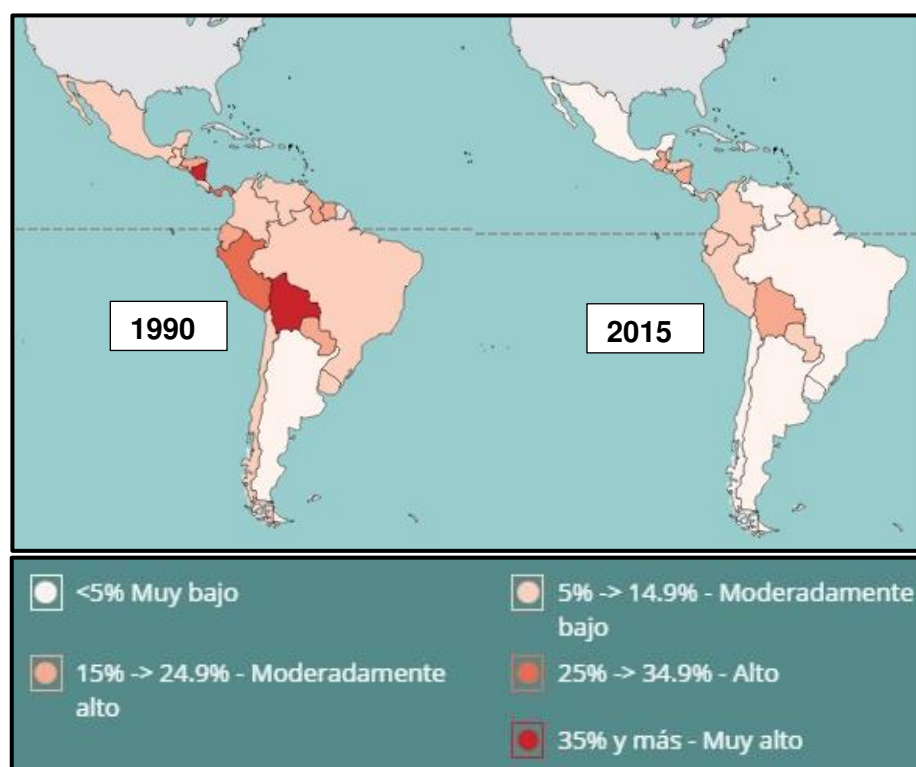 1990
2015
<5% Muy bajo
5% -> 14.9% - Moderadamente
bajo
15% -> 24.9% - Moderadamente
alto
25% -> 34.9% - Alto
35% y más - Muy alto